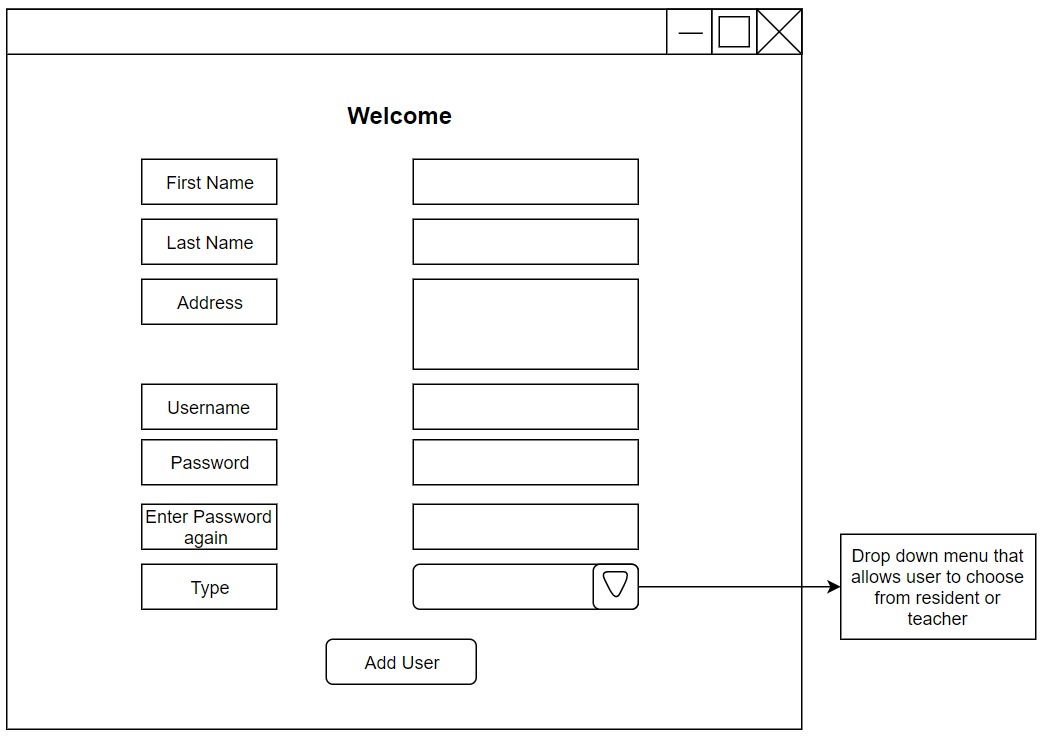 Welcome
First Name
Last Name
Address
Username
Password
Enter Password
again
Type
Drop down menu that
allows user to choose
from resident or
teacher
Add User